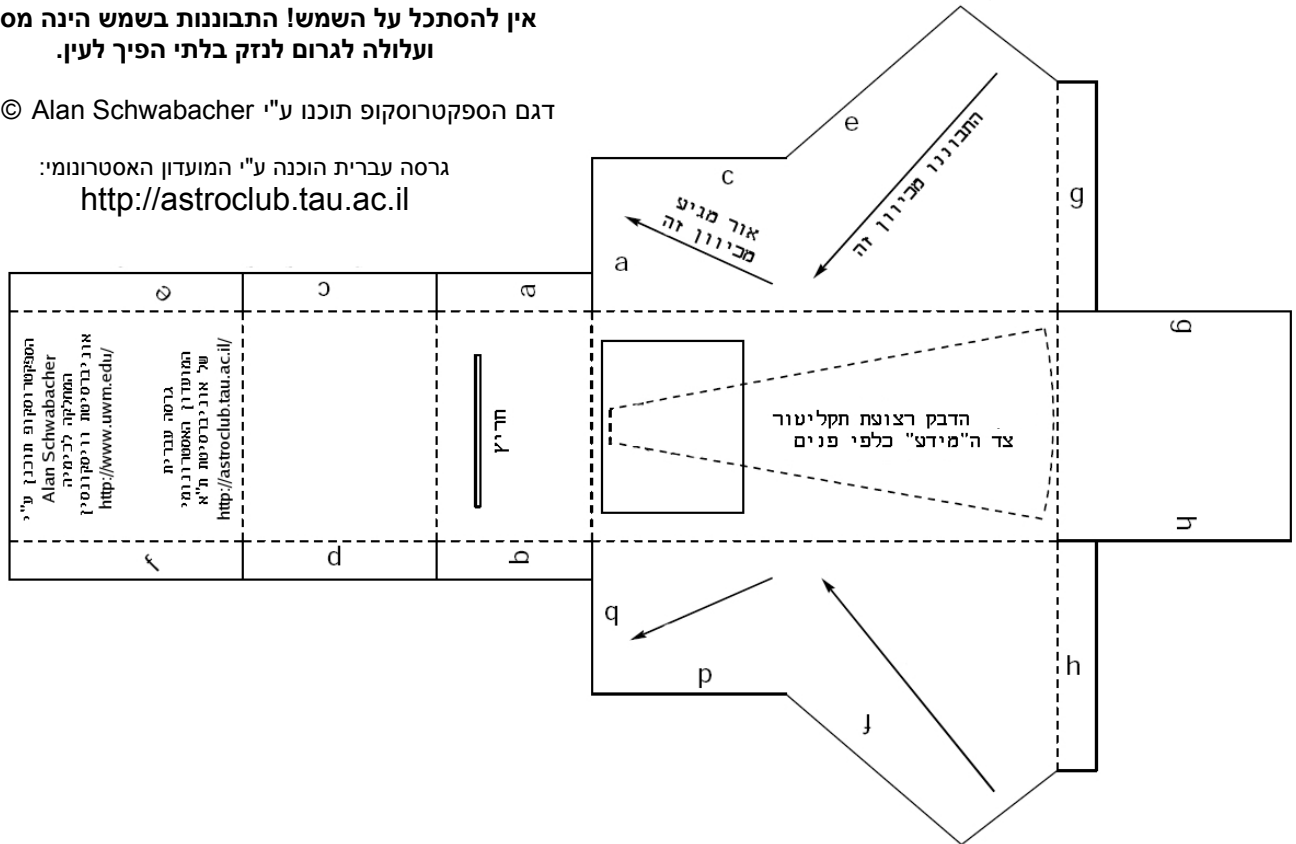 אין להסתכל על השמש! התבוננות בשמש הינה מס
ועלולה לגרום לנזק בלתי הפיך לעין.
דגם הספקטרוסקופ תוכנו ע"י Alan Schwabacher ©
גרסה עברית הוכנה ע"י המועדון האסטרונומי:
http://astroclub.tau.ac.il
e
c
a
g
התבוננו מכיוון זה
אור מגיע
מכיוון זה
e
c
a
g
הספקטרוסקופ תוכנן ע"י
Alan Schwabacher
המחלקה לכימיה
אוניברסיטת ויסקונסין
http://www.uwm.edu/
גרסה עברית
המועדון האסטרונומי
של אוניברסיטת ת"א
http://astroclub.tau.ac.il/
חריץ
הדבק רצועת תקליטור
צד ה"מידע" כלפי פנים
h
f
d
b
b
d
f
h